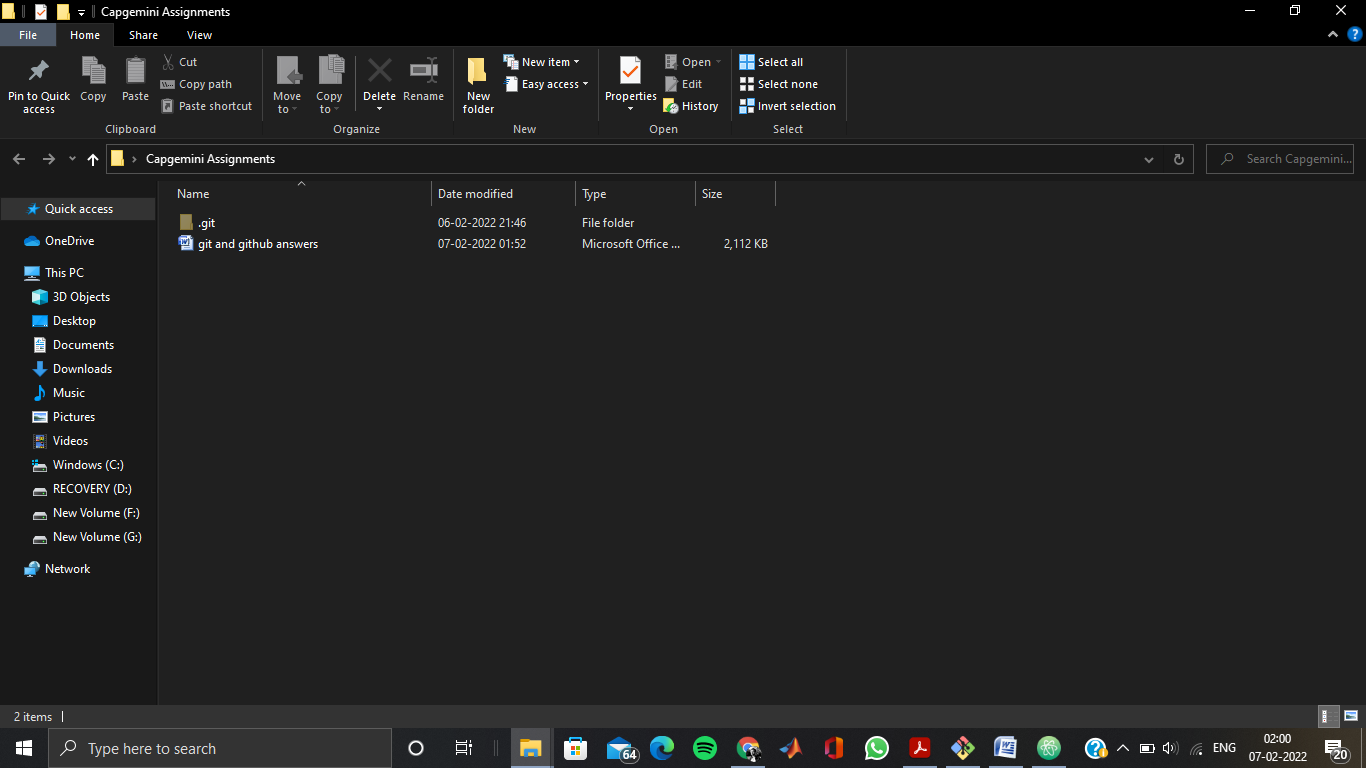 Capgemini Assignments
File Home Share View
Pin to Quick access
Copy
Paste
Cut
Copy path
Paste shortcut
Clipboard
Move to
Copy to
Delete
Rename
Organize
New folder
New item
Easy access
New
Properties
Open
Edit
History
Open
Select all
Select none
Invert selection
Select
Capgemini Assignments
Search Capgemini...
Name Date modified Type Size
.git 06-02-2022 21:46 File folder
git and github answers 07-02-2022 01:52 Microsoft Office ... 2,112 KB
Quick access
OneDrive
This PC
3D Objects
Desktop
Documents
Downloads
Music
Pictures
Videos
Windows (C:)
RECOVERY (D:)
New Volume (F:)
New Volume (G:)
Network
2 items
Type here to search
64
ENG
02:00
07-02-2022
20